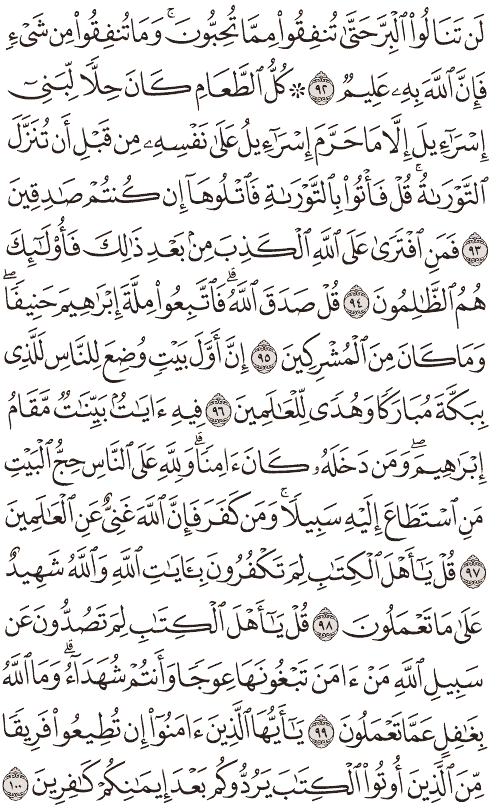 لَن تَنَالُوا۟ ٱلْبِرَّ حَتَّىٰ تُنفِقُوا۟ مِمَّا تُحِبُّونَ ۚ وَمَا تُنفِقُوا۟ مِن شَىْءٍ
فَإِنَّ ٱللَّهَ بِهِۦ عَلِيمٌ ٩٢ ۞ كُلُّ ٱلطَّعَامِ كَانَ حِلًّا لِّبَنِىٓ
إِسْرَٰٓءِيلَ إِلَّا مَا حَرَّمَ إِسْرَٰٓءِيلُ عَلَىٰ نَفْسِهِۦ مِن قَبْلِ أَن تُنَزَّلَ
ٱلتَّوْرَىٰةُ ۗ قُلْ فَأْتُوا۟ بِٱلتَّوْرَىٰةِ فَٱتْلُوهَآ إِن كُنتُمْ صَٰدِقِينَ
٩٣ فَمَنِ ٱفْتَرَىٰ عَلَى ٱللَّهِ ٱلْكَذِبَ مِنۢ بَعْدِ ذَٰلِكَ فَأُو۟لَٰٓئِكَ
هُمُ ٱلظَّٰلِمُونَ ٩٤ قُلْ صَدَقَ ٱللَّهُ ۗ فَٱتَّبِعُوا۟ مِلَّةَ إِبْرَٰهِيمَ حَنِيفًا ۖ
وَمَا كَانَ مِنَ ٱلْمُشْرِكِينَ ٩٥ إِنَّ أَوَّلَ بَيْتٍ وُضِعَ لِلنَّاسِ لَلَّذِى
بِبَكَّةَ مُبَارَكًا وَهُدًى لِّلْعَٰلَمِينَ ٩٦ فِيهِ ءَايَٰتٌۢ بَيِّنَٰتٌ مَّقَامُ
إِبْرَٰهِيمَ ۖ وَمَن دَخَلَهُۥ كَانَ ءَامِنًا ۗ وَلِلَّهِ عَلَى ٱلنَّاسِ حِجُّ ٱلْبَيْتِ
مَنِ ٱسْتَطَاعَ إِلَيْهِ سَبِيلًا ۚ وَمَن كَفَرَ فَإِنَّ ٱللَّهَ غَنِىٌّ عَنِ ٱلْعَٰلَمِينَ
٩٧ قُلْ يَٰٓأَهْلَ ٱلْكِتَٰبِ لِمَ تَكْفُرُونَ بِـَٔايَٰتِ ٱللَّهِ وَٱللَّهُ شَهِيدٌ
عَلَىٰ مَا تَعْمَلُونَ ٩٨ قُلْ يَٰٓأَهْلَ ٱلْكِتَٰبِ لِمَ تَصُدُّونَ عَن
سَبِيلِ ٱللَّهِ مَنْ ءَامَنَ تَبْغُونَهَا عِوَجًا وَأَنتُمْ شُهَدَآءُ ۗ وَمَا ٱللَّهُ
بِغَٰفِلٍ عَمَّا تَعْمَلُونَ ٩٩ يَٰٓأَيُّهَا ٱلَّذِينَ ءَامَنُوٓا۟ إِن تُطِيعُوا۟ فَرِيقًا
مِّنَ ٱلَّذِينَ أُوتُوا۟ ٱلْكِتَٰبَ يَرُدُّوكُم بَعْدَ إِيمَٰنِكُمْ كَٰفِرِينَ ١٠٠